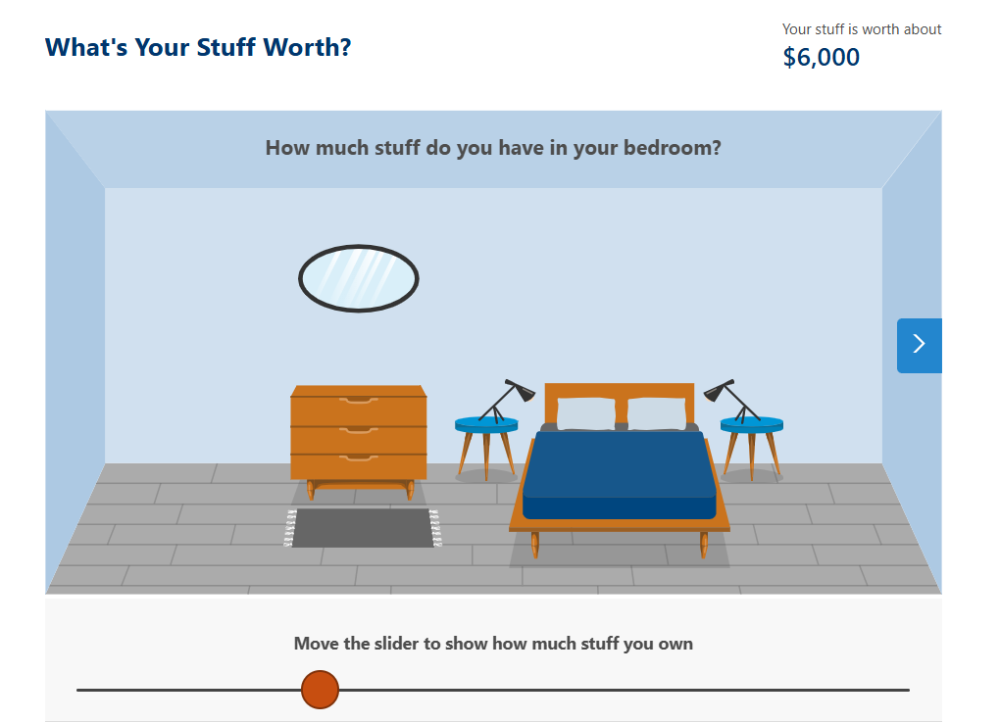 What's Your Stuff Worth?
Your stuff is worth about
$6,000
How much stuff do you have in your bedroom?
Move the slider to show how much stuff you own